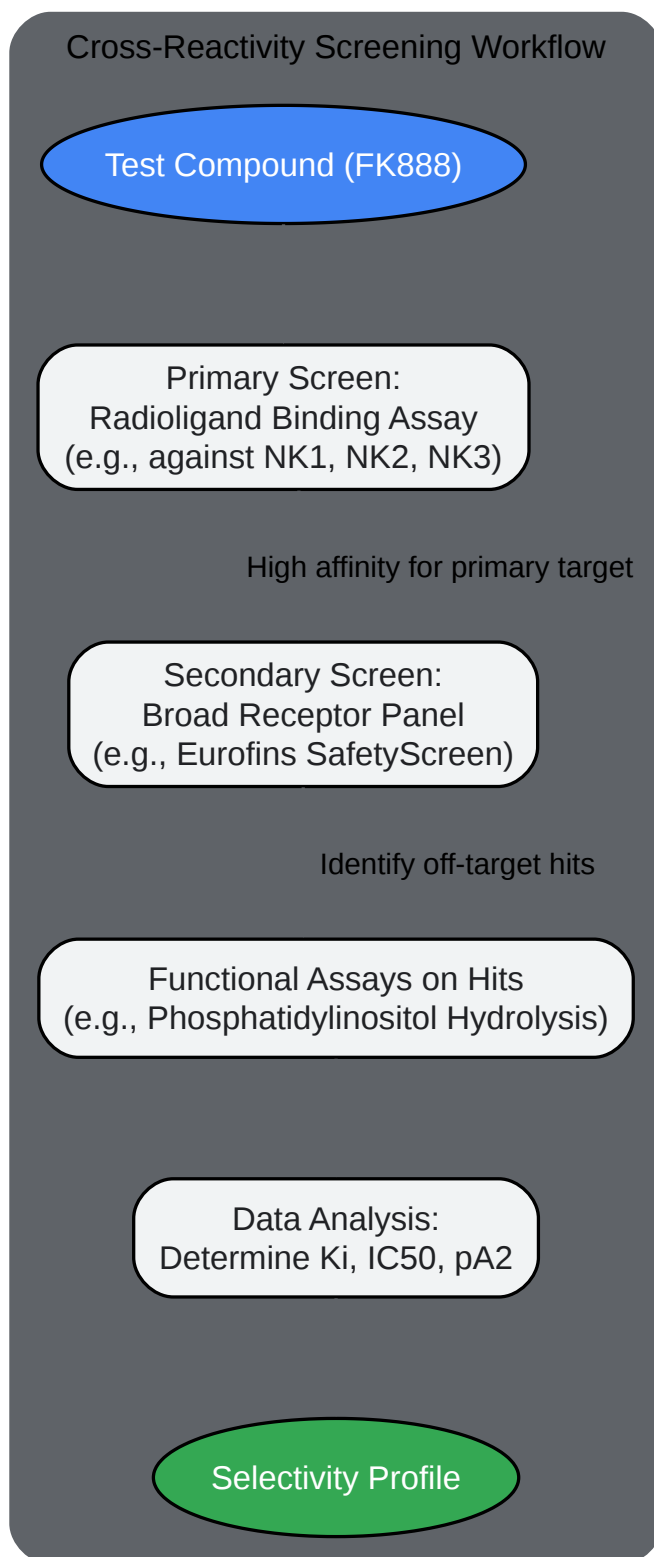 Cross-Reactivity Screening Workflow
Test Compound (FK888)
Primary Screen:
Radioligand Binding Assay
(e.g., against NK1, NK2, NK3)
High affinity for primary target
Secondary Screen:
Broad Receptor Panel
(e.g., Eurofins SafetyScreen)
Identify off-target hits
Functional Assays on Hits
(e.g., Phosphatidylinositol Hydrolysis)
Data Analysis:
Determine Ki, IC50, pA2
Selectivity Profile